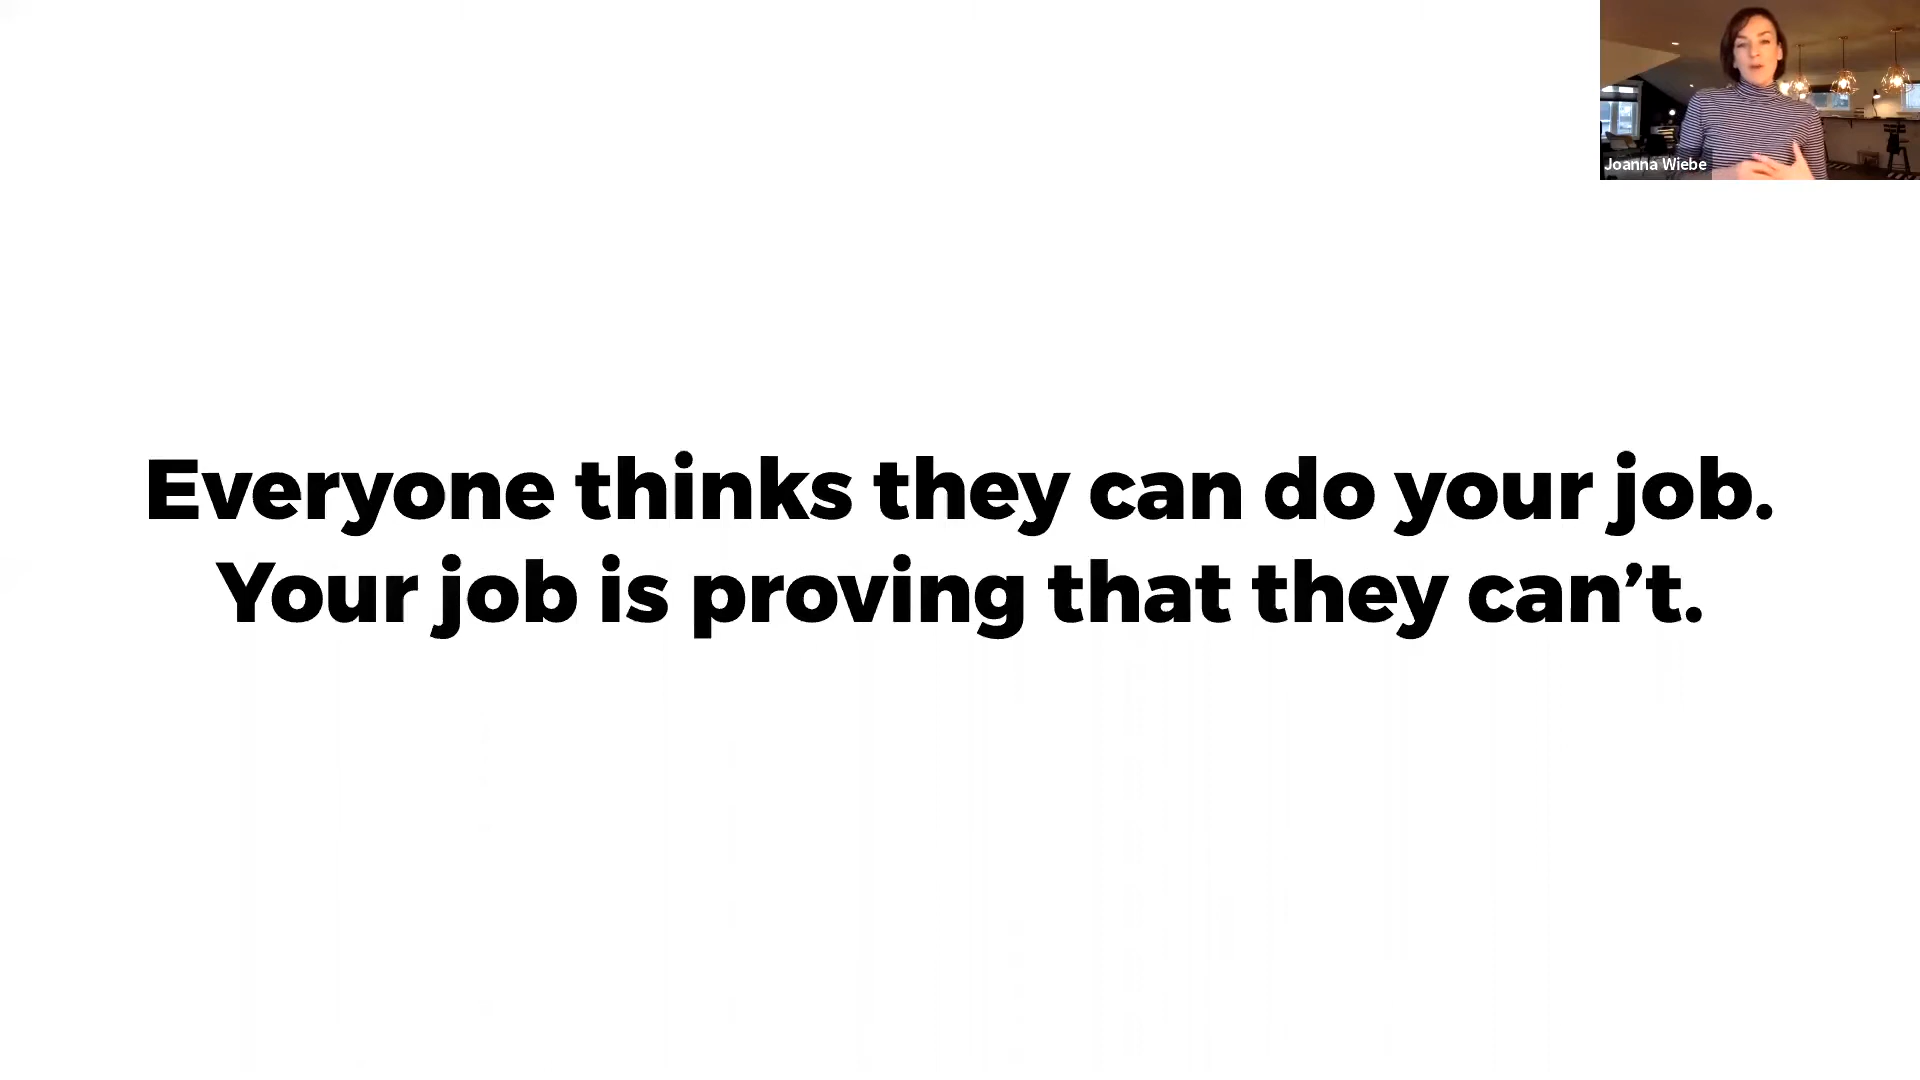 Joanna Wiebe
Everyone thinks they can do your job.
Your job is proving that they can’t.